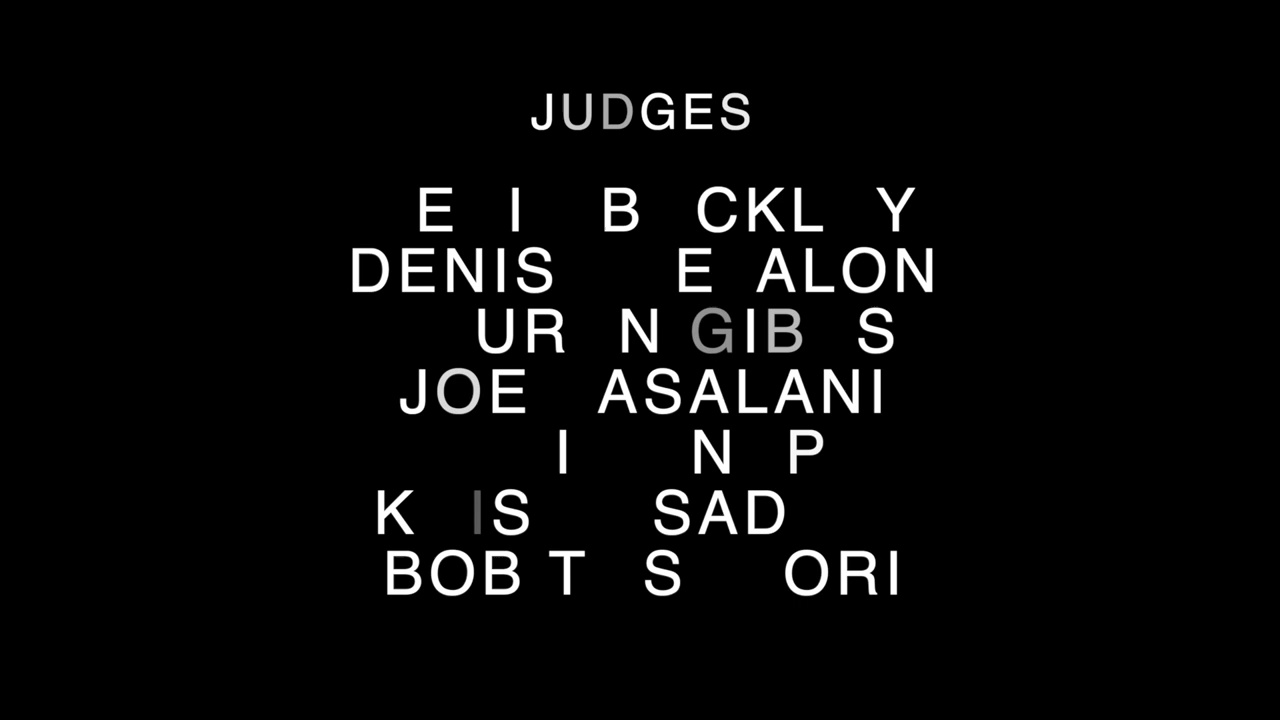 JUDGES
E I B CKL Y
DENIS E ALON
UR N GIB S
JOE ASALANI
I N P
K IS SAD
BOB T S ORI